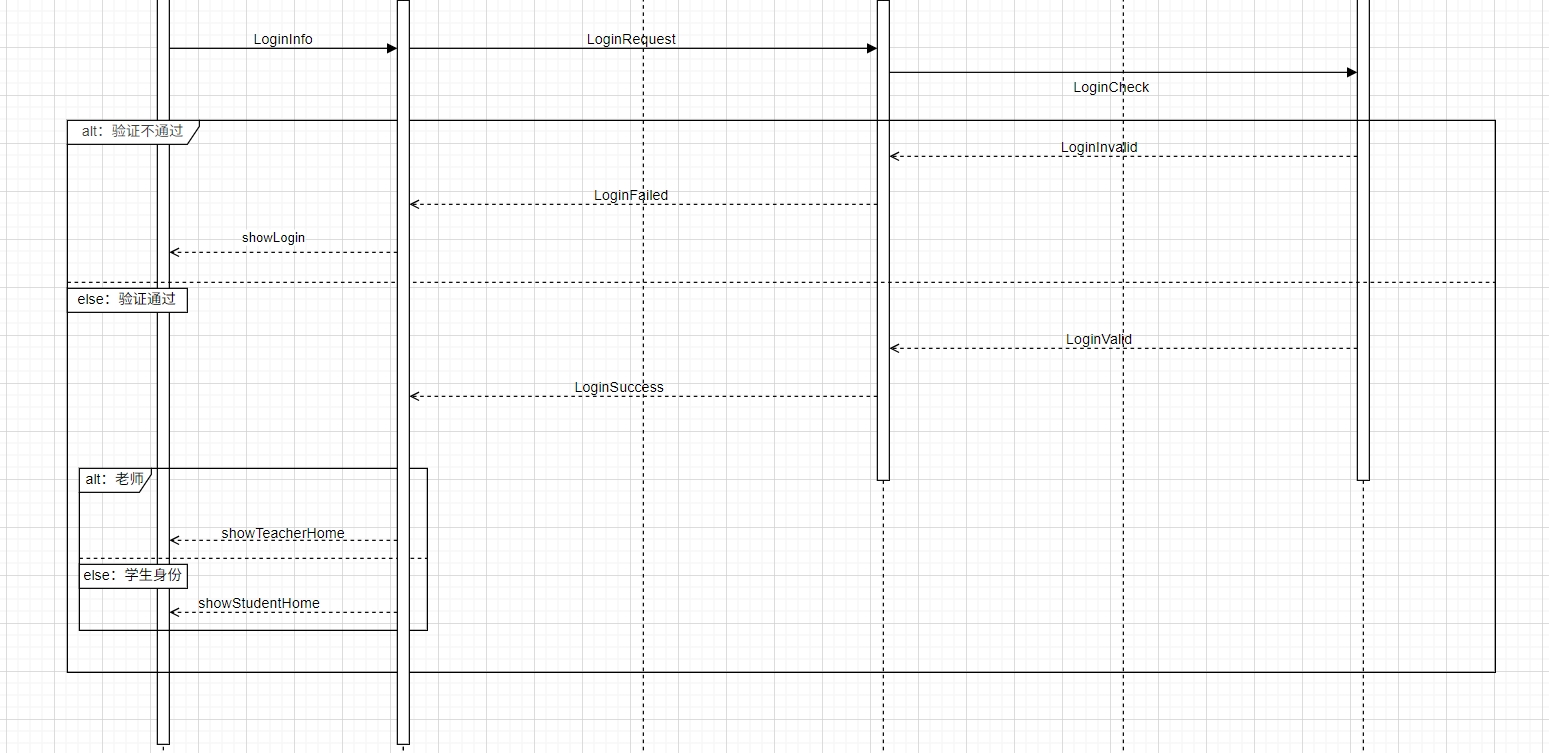 LoginInfo
LoginRequest
LoginCheck
alt：验证不通过
LoginInvalid
LoginFailed
showLogin
else：验证通过
LoginValid
LoginSuccess
alt：老师
showTeacherHome
else：学生身份
showStudentHome